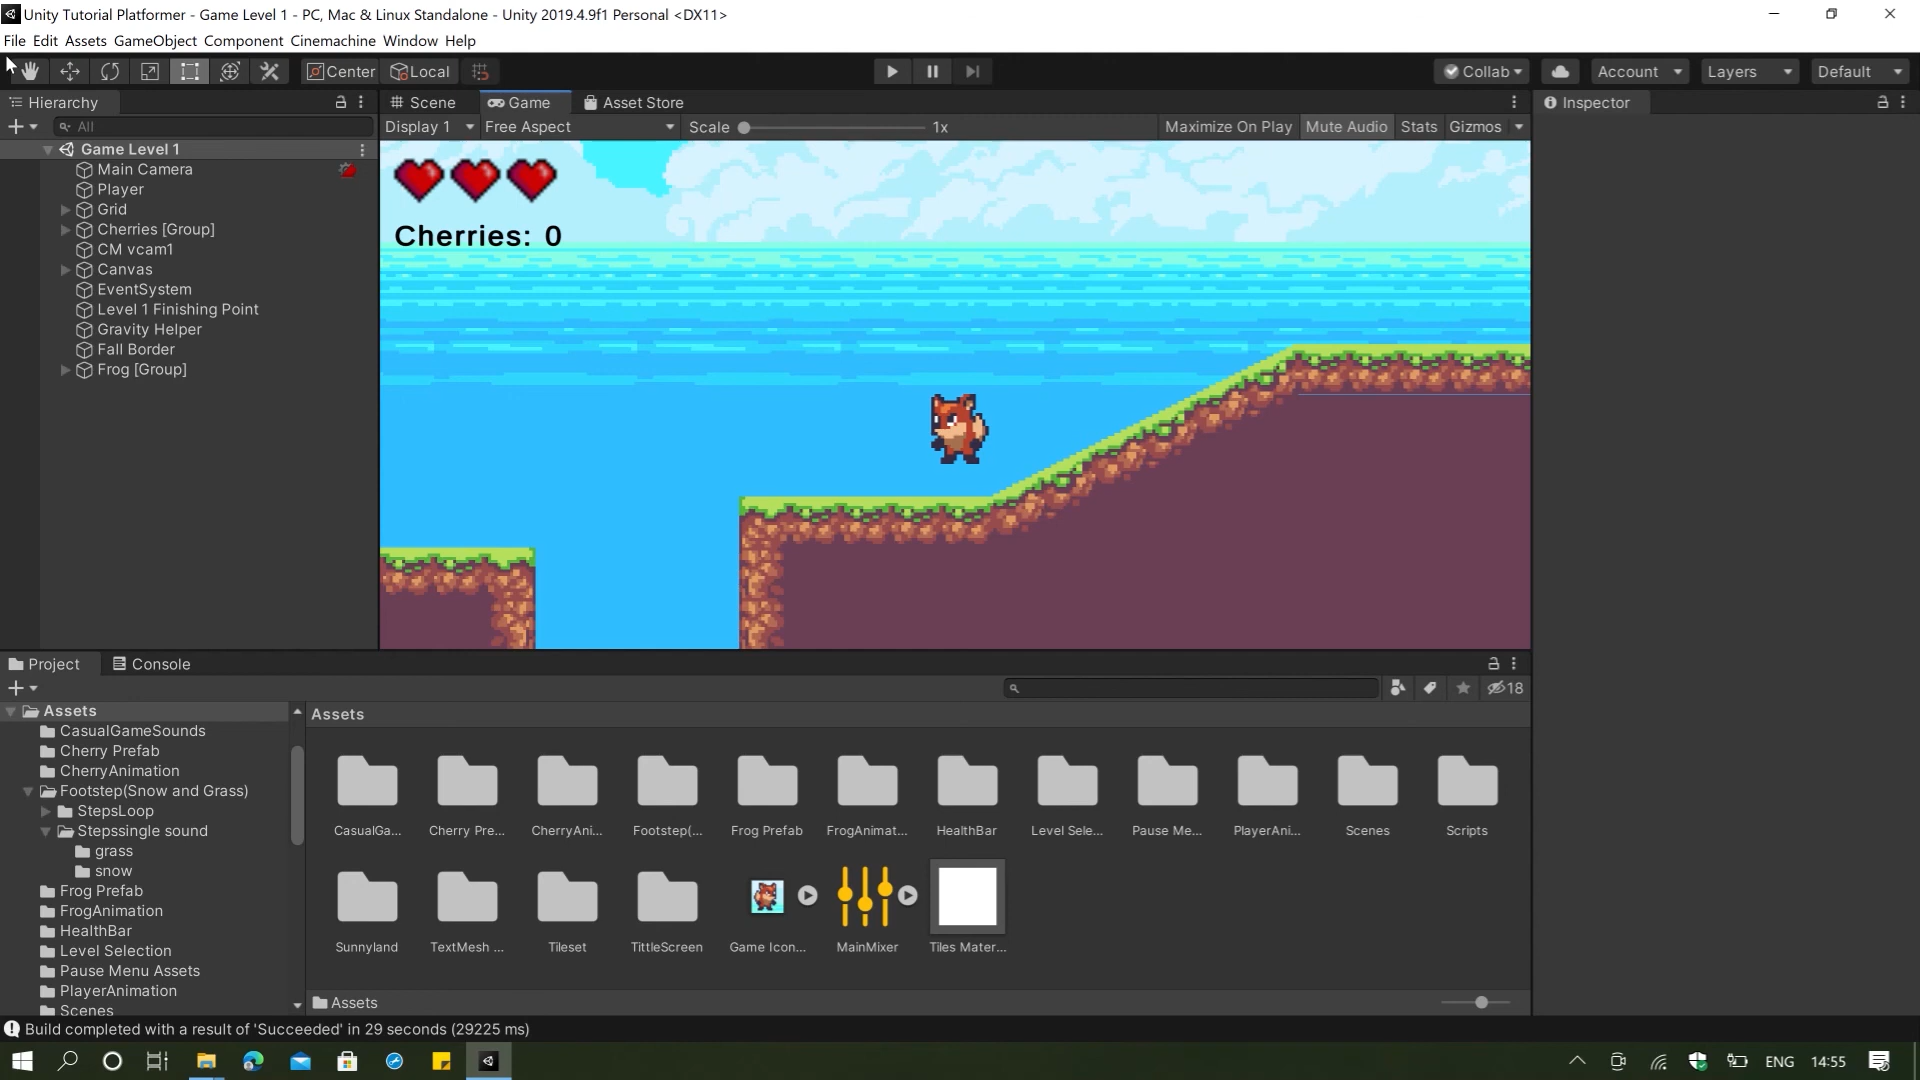 Unity Tutorial Platformer - Game Level 1 - PC, Mac & Linux Standalone - Unity 2019.4.9f1 Personal <DX11>
File Edit Assets GameObject Component Cinemachine Window Help
Center Local Collab Account Layers Default
Hierarchy Scene Game Asset Store Inspector
All Display 1 Free Aspect Scale 1x Maximize On Play Mute Audio Stats Gizmos
Game Level 1
Main Camera
Player
Grid
Cherries [Group]
CM vcam1
Canvas
EventSystem
Level 1 Finishing Point
Gravity Helper
Fall Border
Frog [Group]
Cherries: 0
Project Console
18
Assets
CasualGameSounds
Cherry Prefab
CherryAnimation
Footstep(Snow and Grass)
StepsLoop
Stepssingle sound
grass
snow
Frog Prefab
FrogAnimation
HealthBar
Level Selection
Pause Menu Assets
PlayerAnimation
Scenes
Assets
CasualGa... Cherry Pre... CherryAni... Footstep(... Frog Prefab FrogAnimat... HealthBar Level Sele... Pause Me... PlayerAni... Scenes Scripts
Sunnyland TextMesh ... Tileset TittleScreen Game Icon... MainMixer Tiles Mater...
Assets
Build completed with a result of 'Succeeded' in 29 seconds (29225 ms)
ENG 14:55